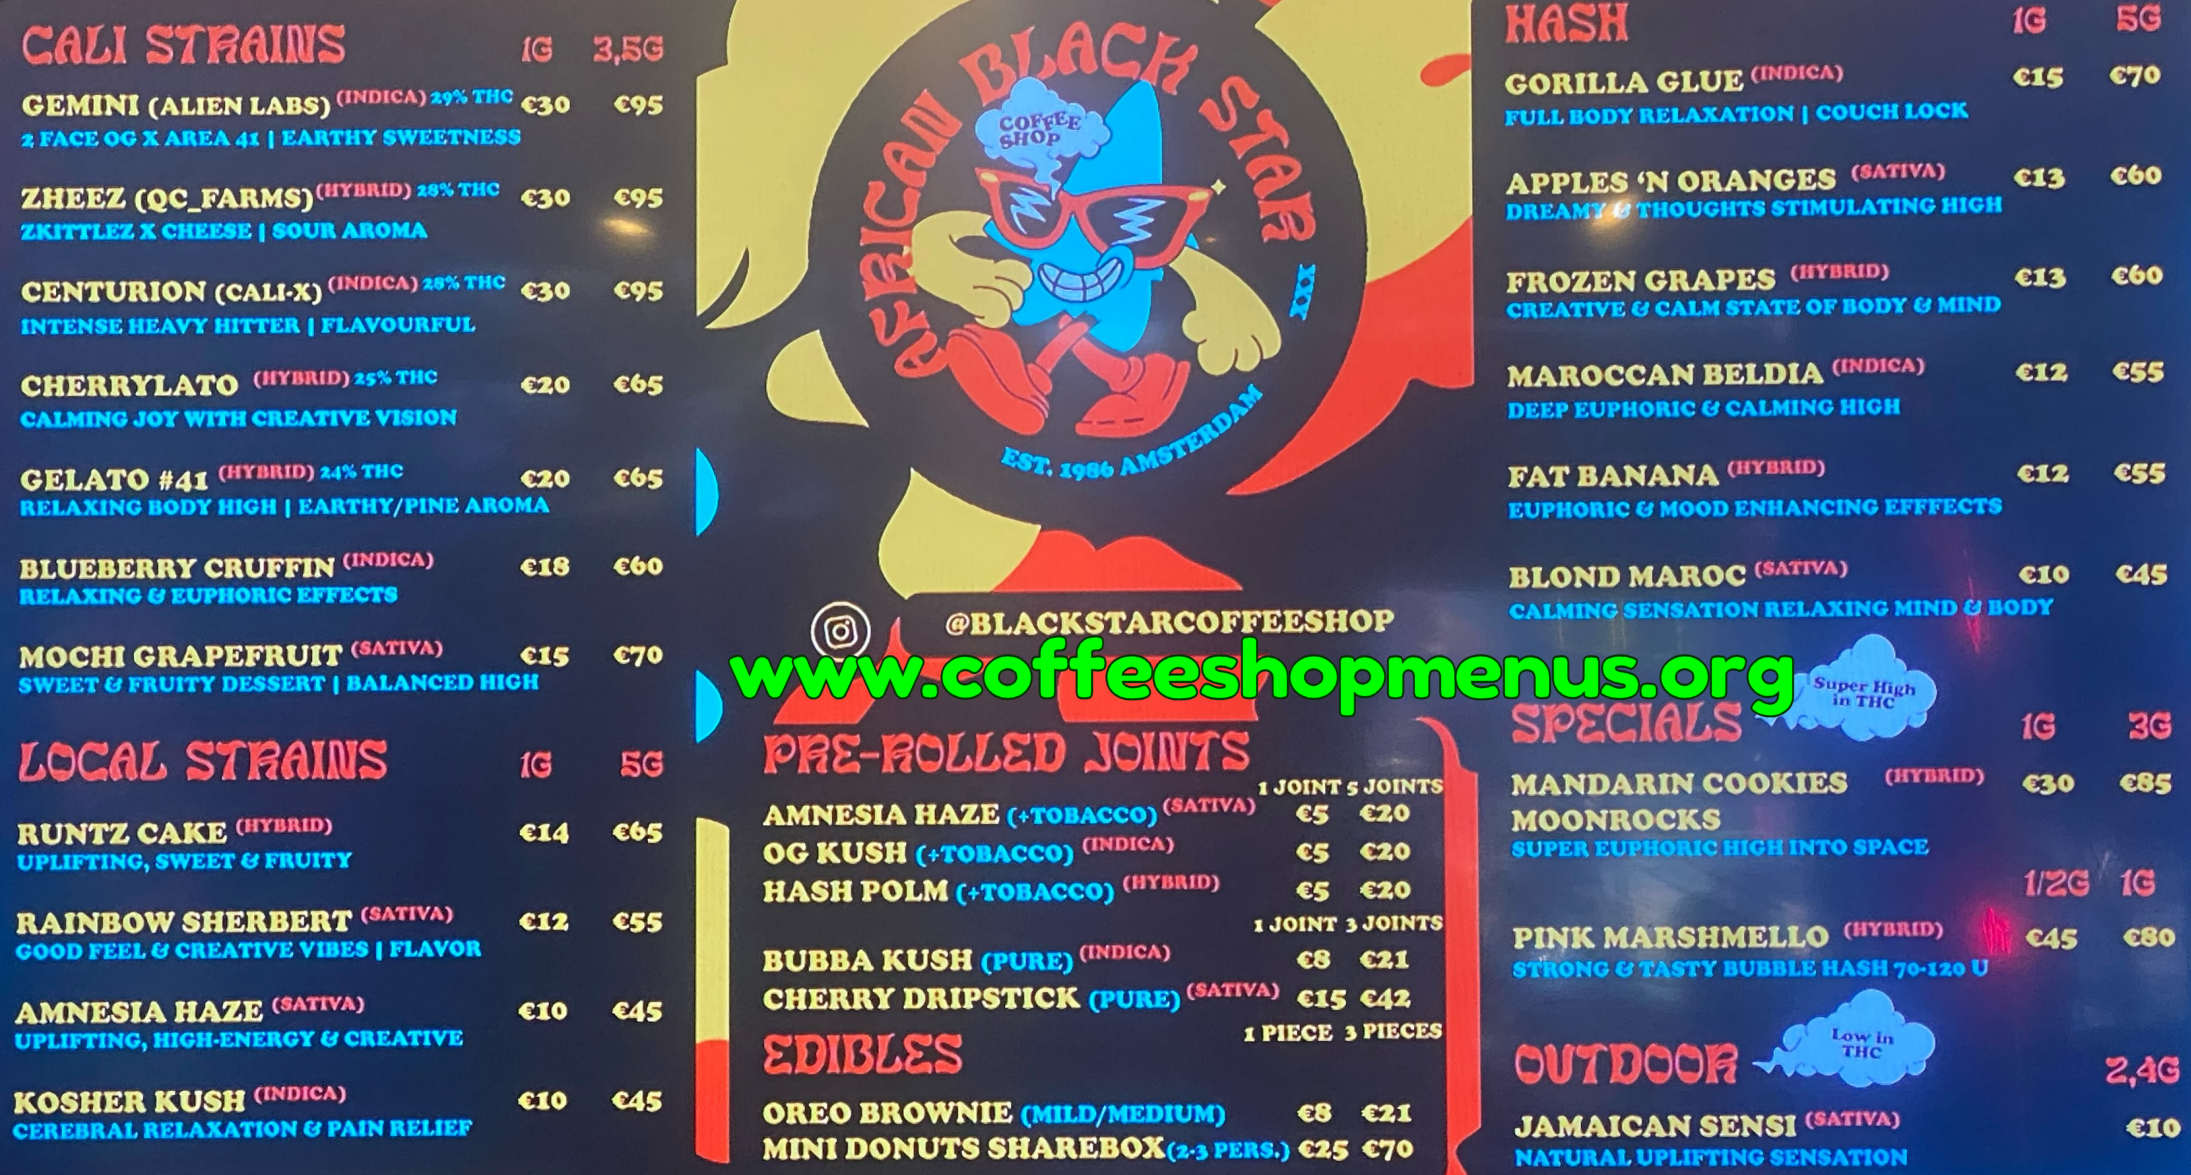 CALI STRAINS 1G 3,5G
GEMINI (ALIEN LABS) (INDICA) 29% THC €30 €95
2 FACE OG X AREA 41 | EARTHY SWEETNESS
ZHEEZ (QC_FARMS) (HYBRID) 28% THC €30 €95
ZKITTLEZ X CHEESE | SOUR AROMA
CENTURION (CALI-X) (INDICA) 28% THC €30 €95
INTENSE HEAVY HITTER | FLAVOURFUL
CHERRYLATO (HYBRID) 25% THC €20 €65
CALMING JOY WITH CREATIVE VISION
GELATO #41 (HYBRID) 24% THC €20 €65
RELAXING BODY HIGH | EARTHY/PINE AROMA
BLUEBERRY CRUFFIN (INDICA) €18 €60
RELAXING & EUPHORIC EFFECTS
MOCHI GRAPEFRUIT (SATIVA) €15 €70
SWEET & FRUITY DESSERT | BALANCED HIGH
LOCAL STRAINS 1G 5G
RUNTZ CAKE (HYBRID) €14 €65
UPLIFTING, SWEET & FRUITY
RAINBOW SHERBERT (SATIVA) €12 €55
GOOD FEEL & CREATIVE VIBES | FLAVOR
AMNESIA HAZE (SATIVA) €10 €45
UPLIFTING, HIGH-ENERGY & CREATIVE
KOSHER KUSH (INDICA) €10 €45
CEREBRAL RELAXATION & PAIN RELIEF
AFRICAN BLACK STAR XXX
COFFEE
SHOP
EST. 1986 AMSTERDAM
@BLACKSTARCOFFEESHOP
www.coffeeshopmenus.org
PRE-ROLLED JOINTS
1 JOINT 5 JOINTS
AMNESIA HAZE (+TOBACCO) (SATIVA) €5 €20
OG KUSH (+TOBACCO) (INDICA) €5 €20
HASH POLM (+TOBACCO) (HYBRID) €5 €20
1 JOINT 3 JOINTS
BUBBA KUSH (PURE) (INDICA) €8 €21
CHERRY DRIPSTICK (PURE) (SATIVA) €15 €42
1 PIECE 3 PIECES
EDIBLES
OREO BROWNIE (MILD/MEDIUM) €8 €21
MINI DONUTS SHAREBOX (2-3 PERS.) €25 €70
HASH 1G 5G
GORILLA GLUE (INDICA) €15 €70
FULL BODY RELAXATION | COUCH LOCK
APPLES 'N ORANGES (SATIVA) €13 €60
DREAMY & THOUGHTS STIMULATING HIGH
FROZEN GRAPES (HYBRID) €13 €60
CREATIVE & CALM STATE OF BODY & MIND
MAROCCAN BELDIA (INDICA) €12 €55
DEEP EUPHORIC & CALMING HIGH
FAT BANANA (HYBRID) €12 €55
EUPHORIC & MOOD ENHANCING EFFFECTS
BLOND MAROC (SATIVA) €10 €45
CALMING SENSATION RELAXING MIND & BODY
Super High
in THC
SPECIALS 1G 3G
MANDARIN COOKIES (HYBRID) €30 €85
MOONROCKS
SUPER EUPHORIC HIGH INTO SPACE
1/2G 1G
PINK MARSHMELLO (HYBRID) €45 €80
STRONG & TASTY BUBBLE HASH 70-120 U
Low in
THC
OUTDOOR 2,4G
JAMAICAN SENSI (SATIVA) €10
NATURAL UPLIFTING SENSATION